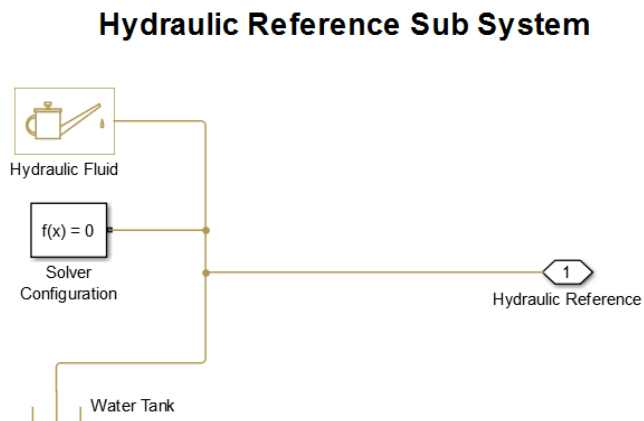 Hydraulic Reference Sub System
Hydraulic Fluid
f(x) = 0
Solver
Configuration
1
Hydraulic Reference
Water Tank